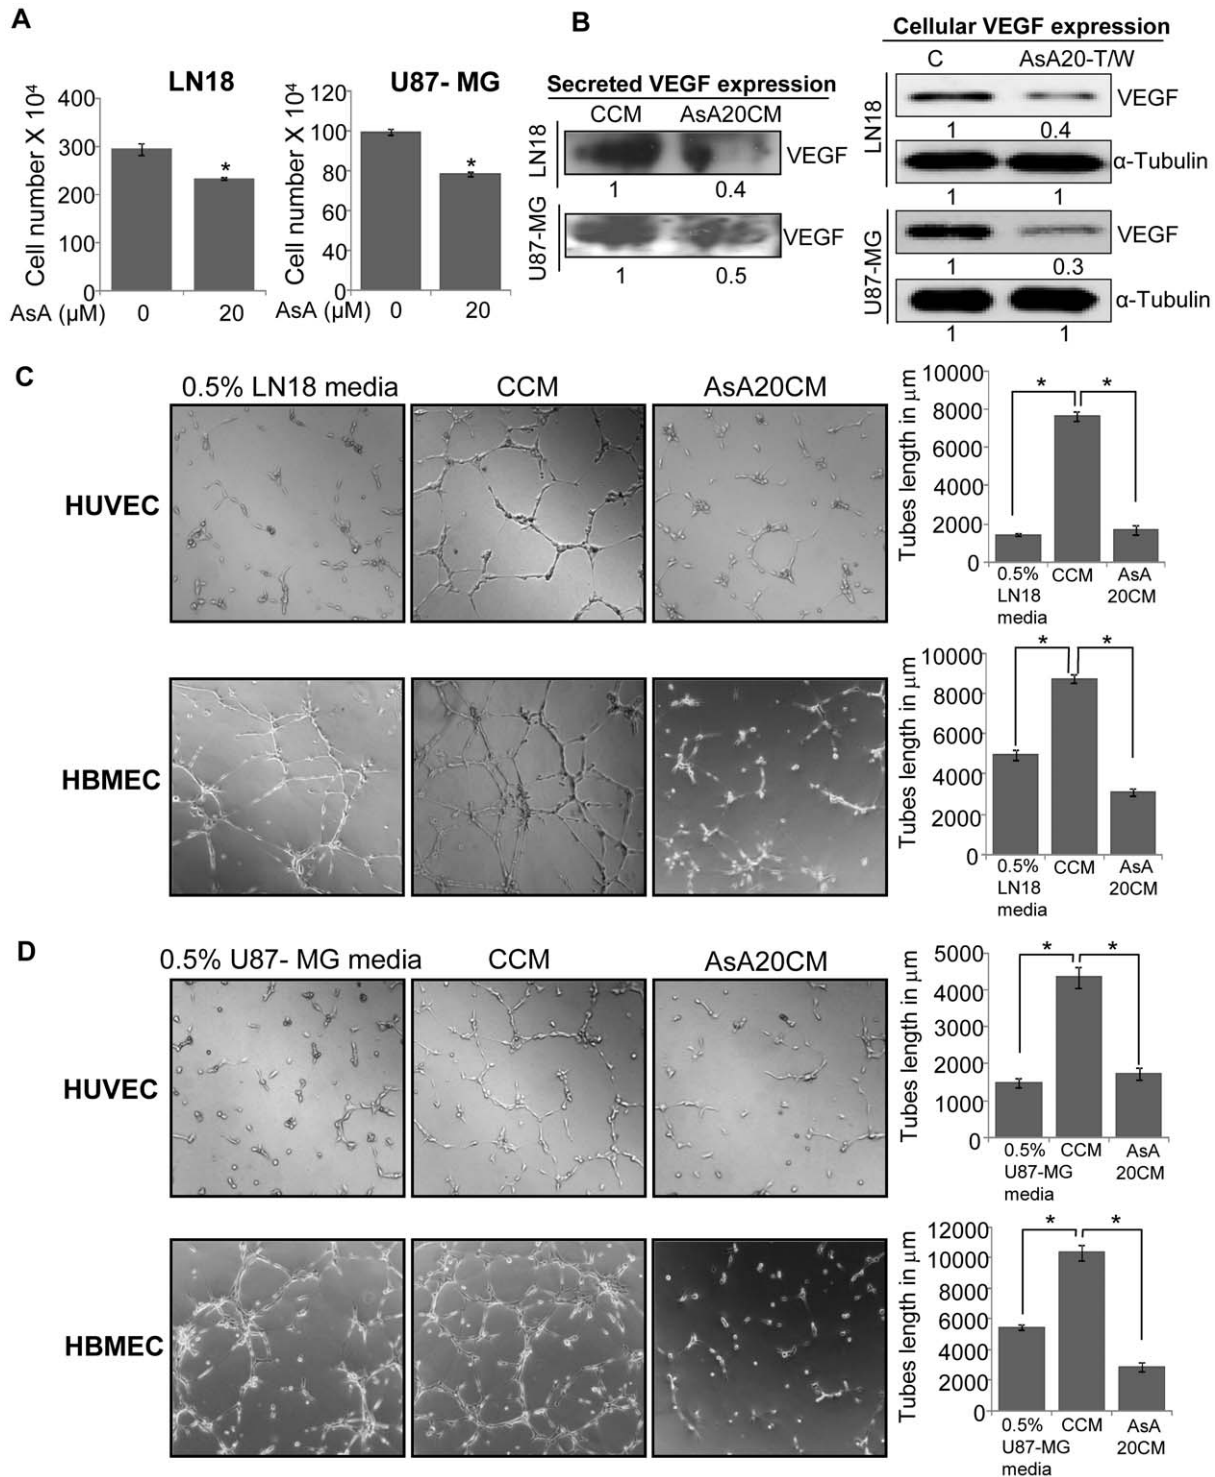 A
LN18
Cell number X 10⁴
400
300
200
100
0
*
AsA (µM) 0 20
U87- MG
Cell number X 10⁴
120
100
80
60
40
20
0
*
AsA (µM) 0 20
B
Secreted VEGF expression
CCM AsA20CM
LN18
VEGF
1 0.4
U87-MG
VEGF
1 0.5
Cellular VEGF expression
C AsA20-T/W
LN18
VEGF
1 0.4
α-Tubulin
1 1
U87-MG
VEGF
1 0.3
α-Tubulin
1 1
C
0.5% LN18 media CCM AsA20CM
HUVEC
Tubes length in µm
10000
8000
6000
4000
2000
0
* *
0.5% CCM AsA
LN18 20CM
media
HBMEC
Tubes length in µm
10000
8000
6000
4000
2000
0
* *
0.5% CCM AsA
LN18 20CM
media
D
0.5% U87- MG media CCM AsA20CM
HUVEC
Tubes length in µm
5000
4000
3000
2000
1000
0
* *
0.5% CCM AsA
U87-MG 20CM
media
HBMEC
Tubes length in µm
12000
10000
8000
6000
4000
2000
0
* *
0.5% CCM AsA
U87-MG 20CM
media